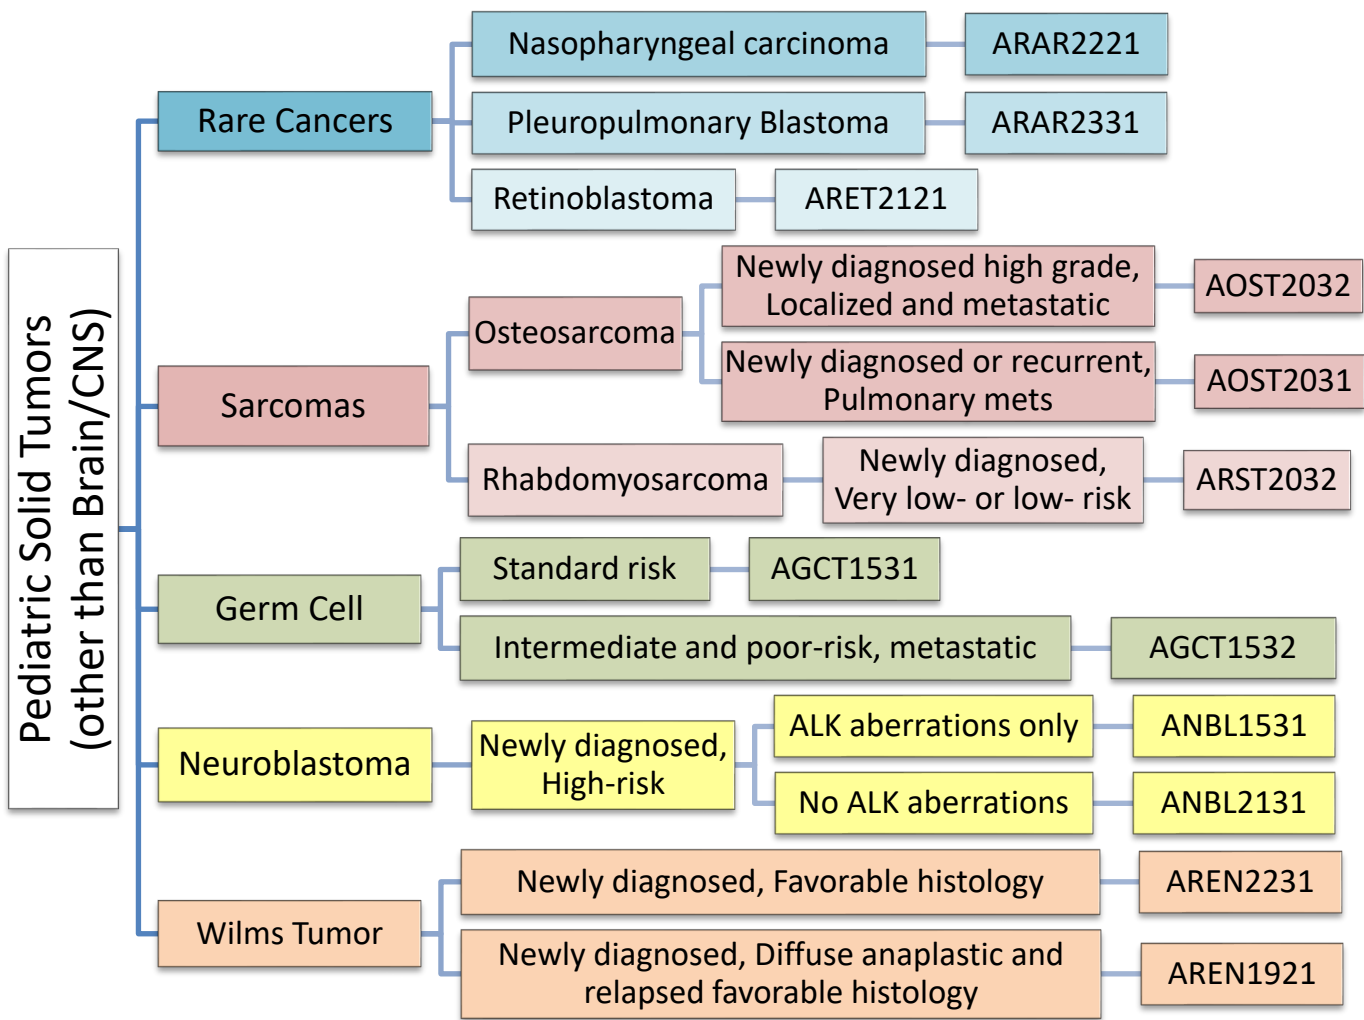 Pediatric Solid Tumors
(other than Brain/CNS)
Rare Cancers
Nasopharyngeal carcinoma
ARAR2221
Pleuropulmonary Blastoma
ARAR2331
Retinoblastoma
ARET2121
Sarcomas
Osteosarcoma
Newly diagnosed high grade,
Localized and metastatic
AOST2032
Newly diagnosed or recurrent,
Pulmonary mets
AOST2031
Rhabdomyosarcoma
Newly diagnosed,
Very low- or low- risk
ARST2032
Germ Cell
Standard risk
AGCT1531
Intermediate and poor-risk, metastatic
AGCT1532
Neuroblastoma
Newly diagnosed,
High-risk
ALK aberrations only
ANBL1531
No ALK aberrations
ANBL2131
Wilms Tumor
Newly diagnosed, Favorable histology
AREN2231
Newly diagnosed, Diffuse anaplastic and
relapsed favorable histology
AREN1921